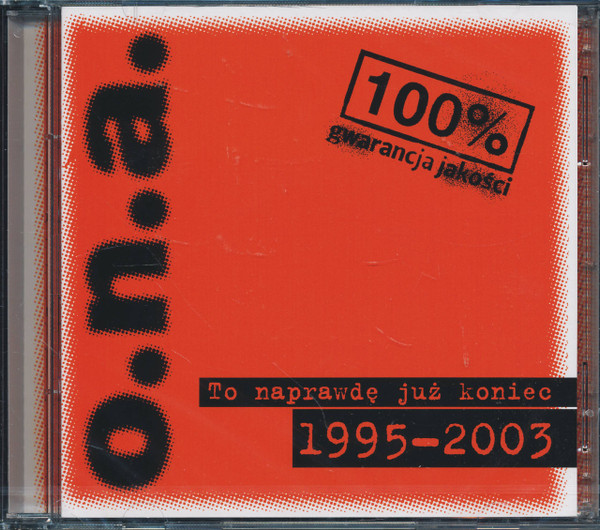 o.n.a.
100%
gwarancja jakości
To naprawdę już koniec
1995-2003